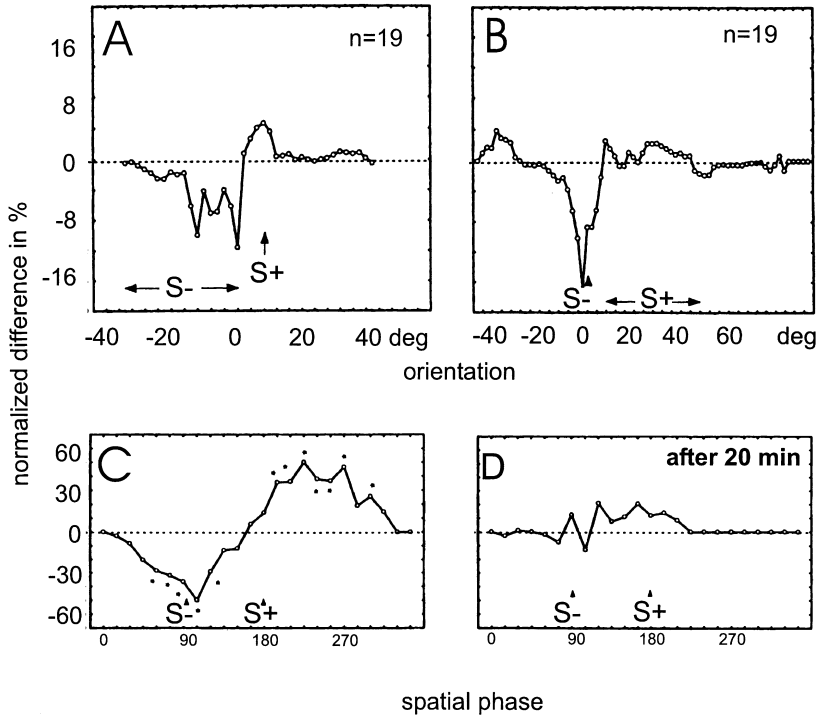 A n=19
B n=19
16
8
0
-8
-16
S-
S+
S-
S+
-40 -20 0 20 40 deg
-40 -20 0 20 40 60 deg
orientation
normalized difference in %
C
D after 20 min
60
30
0
-30
-60
S- S+
S- S+
0 90 180 270
0 90 180 270
spatial phase